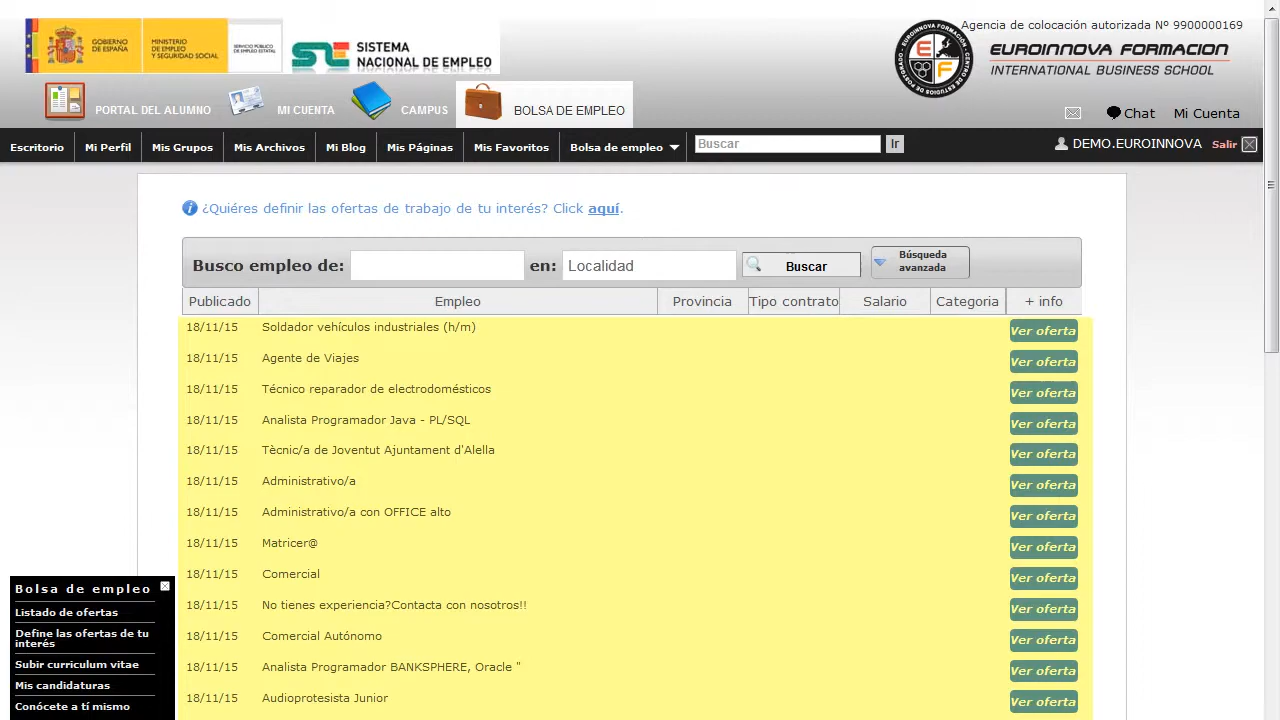 GOBIERNO DE ESPAÑA
MINISTERIO DE EMPLEO Y SEGURIDAD SOCIAL
SERVICIO PÚBLICO DE EMPLEO ESTATAL
SISTEMA NACIONAL DE EMPLEO
Agencia de colocación autorizada Nº 9900000169
EUROINNOVA FORMACION
INTERNATIONAL BUSINESS SCHOOL
PORTAL DEL ALUMNO MI CUENTA CAMPUS BOLSA DE EMPLEO
Chat Mi Cuenta
Escritorio Mi Perfil Mis Grupos Mis Archivos Mi Blog Mis Páginas Mis Favoritos Bolsa de empleo Buscar Ir DEMO.EUROINNOVA Salir
¿Quiéres definir las ofertas de trabajo de tu interés? Click aquí.
Busco empleo de: en: Localidad Buscar Búsqueda avanzada
Publicado Empleo Provincia Tipo contrato Salario Categoria + info
18/11/15 Soldador vehículos industriales (h/m) Ver oferta
18/11/15 Agente de Viajes Ver oferta
18/11/15 Técnico reparador de electrodomésticos Ver oferta
18/11/15 Analista Programador Java - PL/SQL Ver oferta
18/11/15 Tècnic/a de Joventut Ajuntament d'Alella Ver oferta
18/11/15 Administrativo/a Ver oferta
18/11/15 Administrativo/a con OFFICE alto Ver oferta
18/11/15 Matricer@ Ver oferta
18/11/15 Comercial Ver oferta
18/11/15 No tienes experiencia?Contacta con nosotros!! Ver oferta
18/11/15 Comercial Autónomo Ver oferta
18/11/15 Analista Programador BANKSPHERE, Oracle " Ver oferta
18/11/15 Audioprotesista Junior Ver oferta
Bolsa de empleo
Listado de ofertas
Define las ofertas de tu
interés
Subir curriculum vitae
Mis candidaturas
Conócete a tí mismo